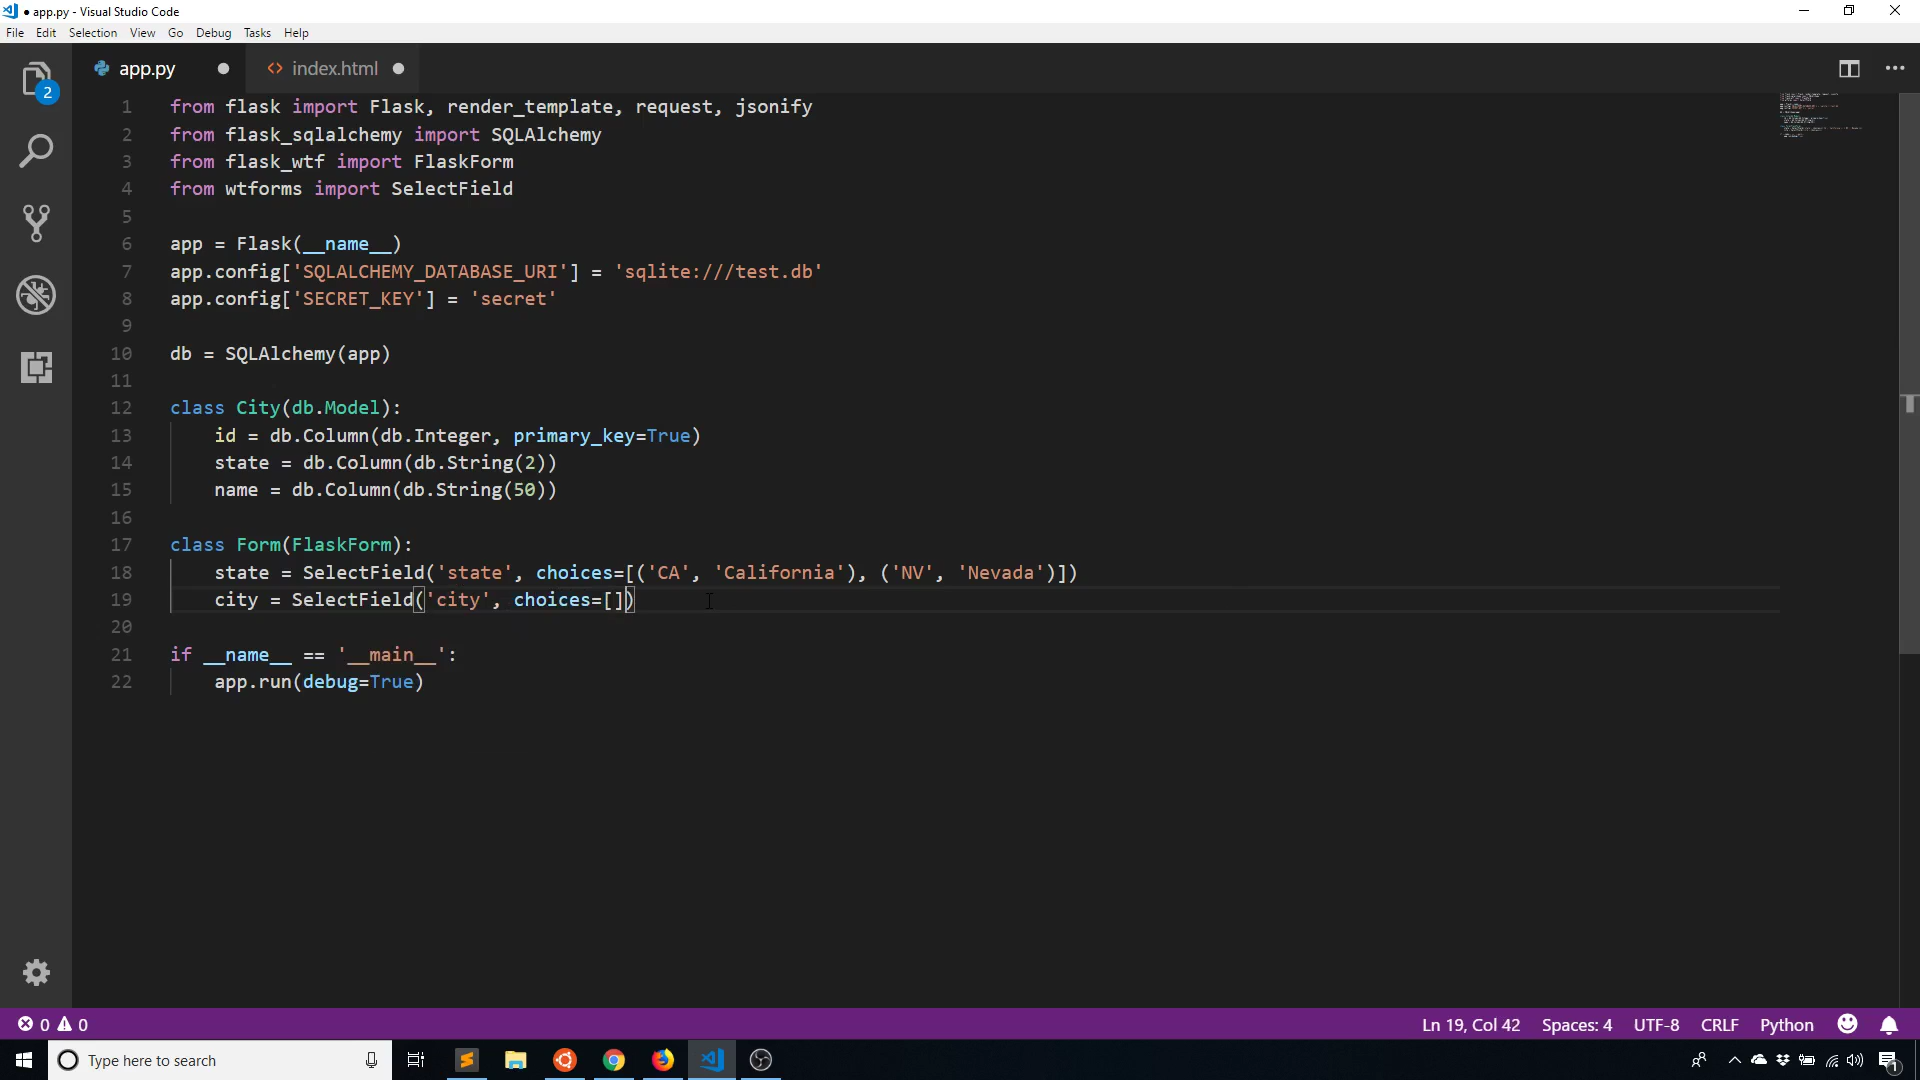 ● app.py - Visual Studio Code
File Edit Selection View Go Debug Tasks Help
app.py
index.html
2
1 from flask import Flask, render_template, request, jsonify
2 from flask_sqlalchemy import SQLAlchemy
3 from flask_wtf import FlaskForm
4 from wtforms import SelectField
5
6 app = Flask(__name__)
7 app.config['SQLALCHEMY_DATABASE_URI'] = 'sqlite:///test.db'
8 app.config['SECRET_KEY'] = 'secret'
9
10 db = SQLAlchemy(app)
11
12 class City(db.Model):
13 id = db.Column(db.Integer, primary_key=True)
14 state = db.Column(db.String(2))
15 name = db.Column(db.String(50))
16
17 class Form(FlaskForm):
18 state = SelectField('state', choices=[('CA', 'California'), ('NV', 'Nevada')])
19 city = SelectField('city', choices=[])
20
21 if __name__ == '__main__':
22 app.run(debug=True)
0 0
Ln 19, Col 42 Spaces: 4 UTF-8 CRLF Python
Type here to search
1